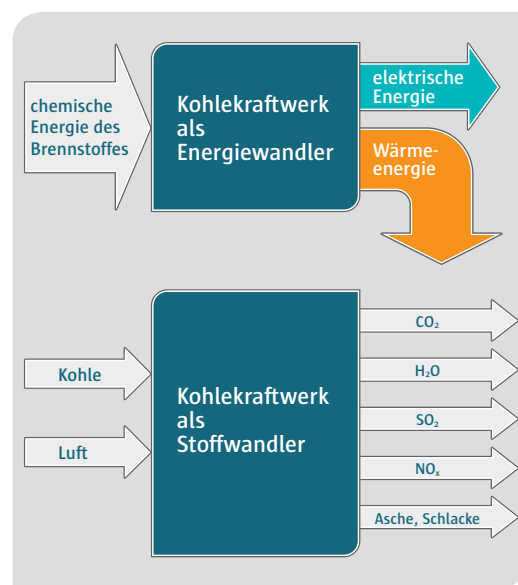 chemische
Energie des
Brennstoffes
Kohlekraftwerk
als
Energiewandler
elektrische
Energie
Wärme-
energie
Kohle
Luft
Kohlekraftwerk
als
Stoffwandler
CO₂
H₂O
SO₂
NOₓ
Asche, Schlacke